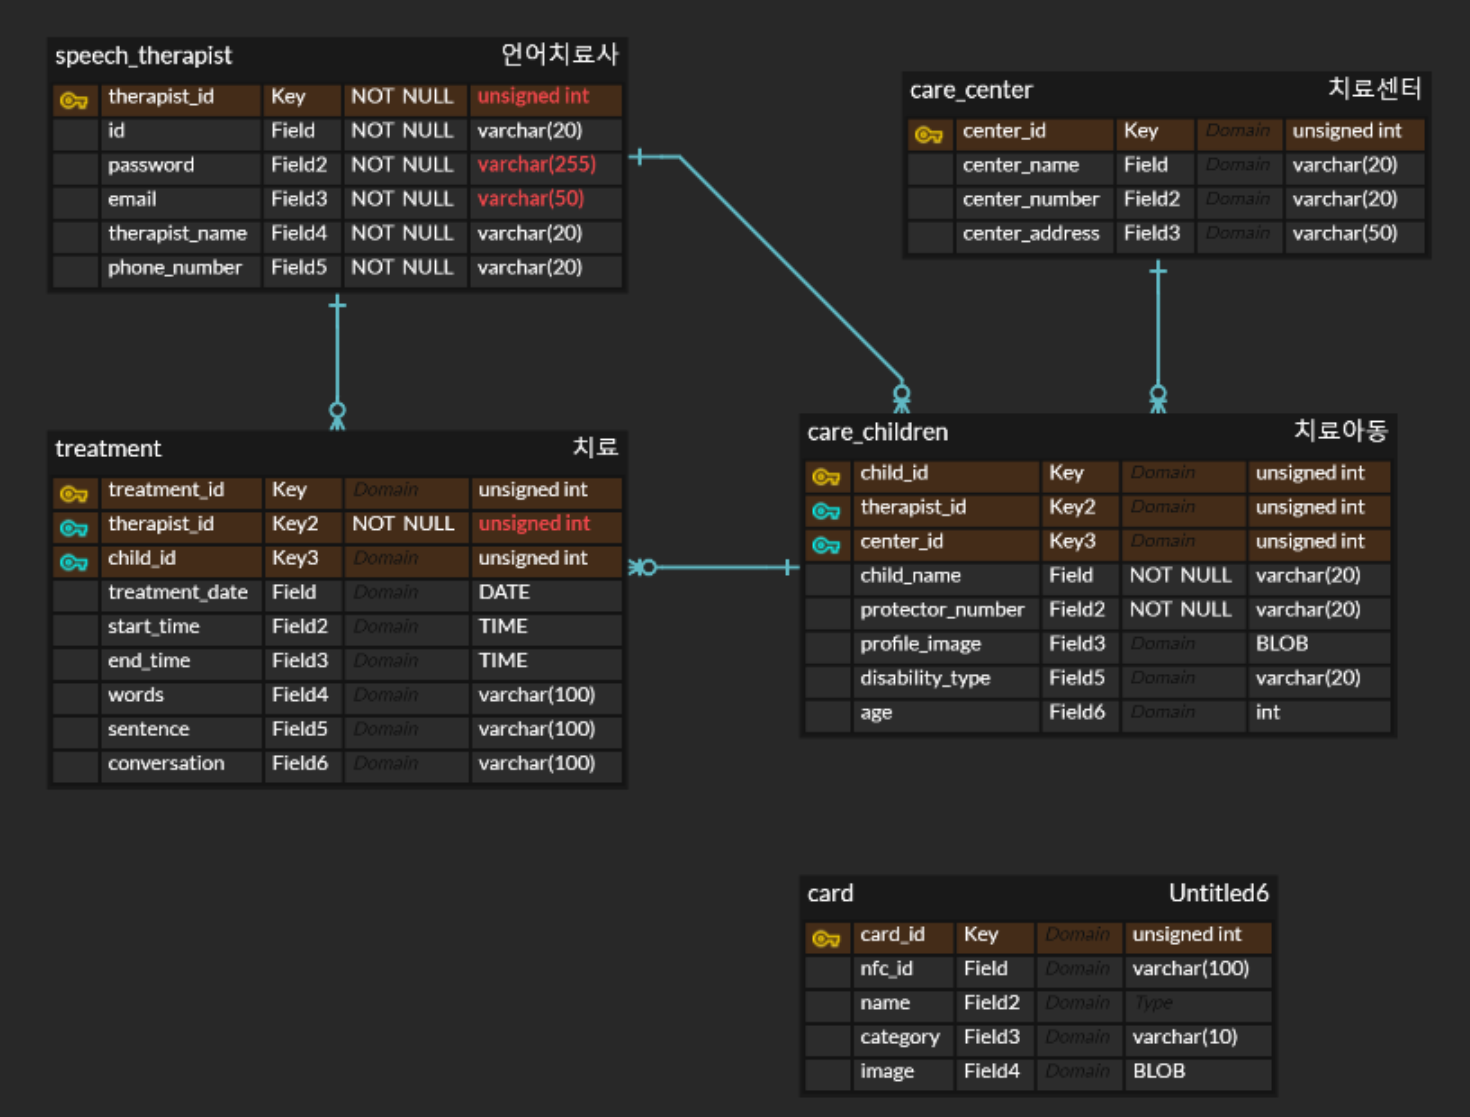 speech_therapist 언어치료사
therapist_id Key NOT NULL unsigned int
id Field NOT NULL varchar(20)
password Field2 NOT NULL varchar(255)
email Field3 NOT NULL varchar(50)
therapist_name Field4 NOT NULL varchar(20)
phone_number Field5 NOT NULL varchar(20)
care_center 치료센터
center_id Key Domain unsigned int
center_name Field Domain varchar(20)
center_number Field2 Domain varchar(20)
center_address Field3 Domain varchar(50)
treatment 치료
treatment_id Key Domain unsigned int
therapist_id Key2 NOT NULL unsigned int
child_id Key3 Domain unsigned int
treatment_date Field Domain DATE
start_time Field2 Domain TIME
end_time Field3 Domain TIME
words Field4 Domain varchar(100)
sentence Field5 Domain varchar(100)
conversation Field6 Domain varchar(100)
care_children 치료아동
child_id Key Domain unsigned int
therapist_id Key2 Domain unsigned int
center_id Key3 Domain unsigned int
child_name Field NOT NULL varchar(20)
protector_number Field2 NOT NULL varchar(20)
profile_image Field3 Domain BLOB
disability_type Field5 Domain varchar(20)
age Field6 Domain int
card Untitled6
card_id Key Domain unsigned int
nfc_id Field Domain varchar(100)
name Field2 Domain Type
category Field3 Domain varchar(10)
image Field4 Domain BLOB